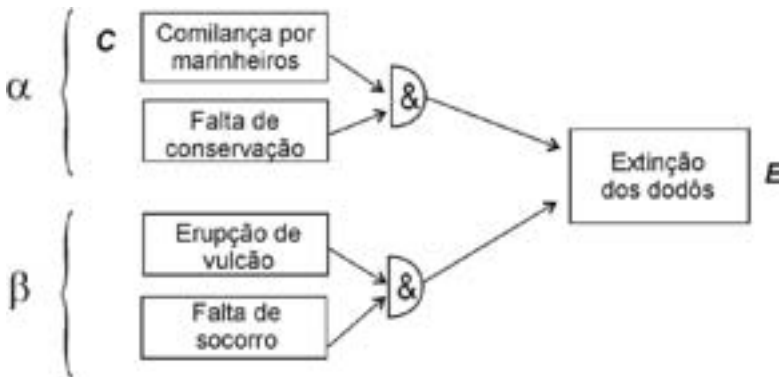 α
C
Comilança por
marinheiros
&
Falta de
conservação
Extinção
dos dodôs
E
β
Erupção de
vulcão
&
Falta de
socorro